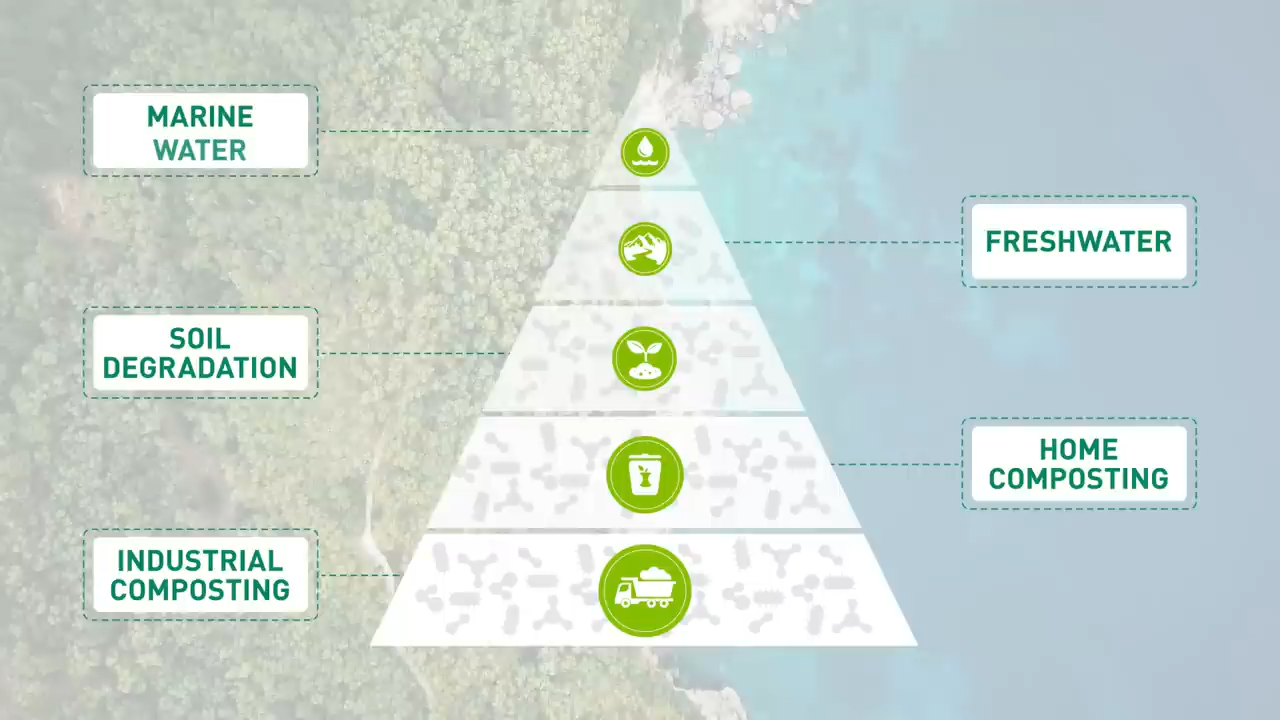 MARINE
WATER
FRESHWATER
SOIL
DEGRADATION
HOME
COMPOSTING
INDUSTRIAL
COMPOSTING